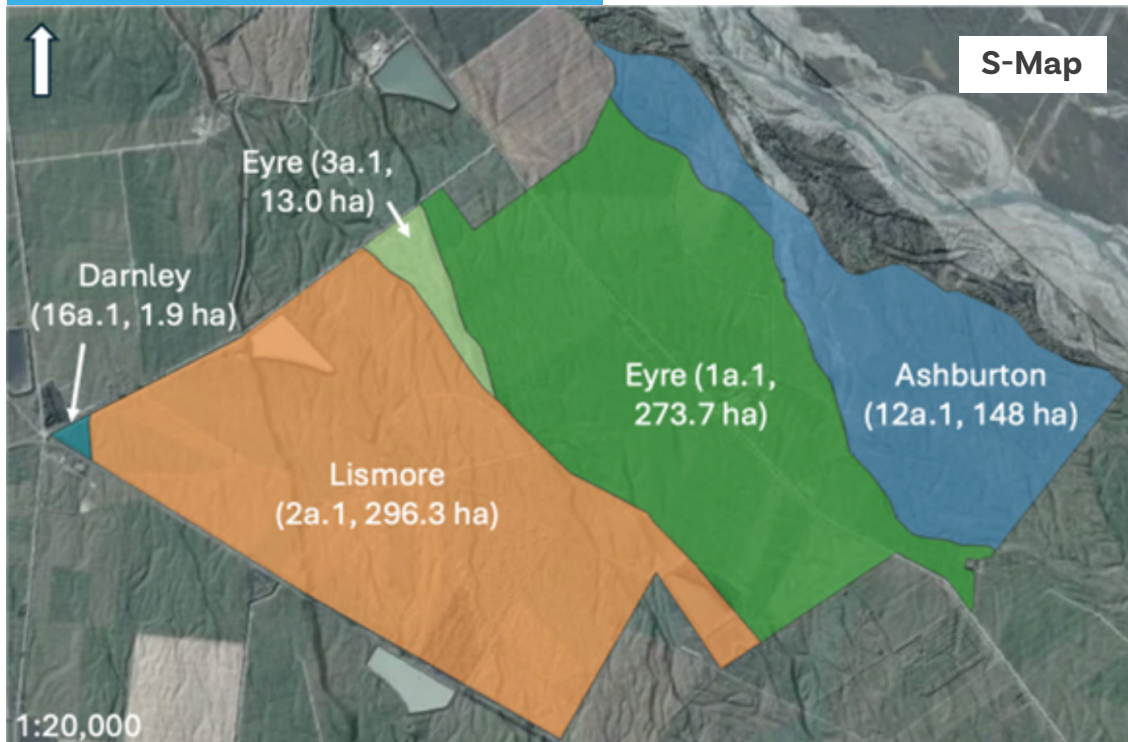 S-Map
Eyre (3a.1,
13.0 ha)
Darnley
(16a.1, 1.9 ha)
Eyre (1a.1,
273.7 ha)
Ashburton
(12a.1, 148 ha)
Lismore
(2a.1, 296.3 ha)
1:20,000